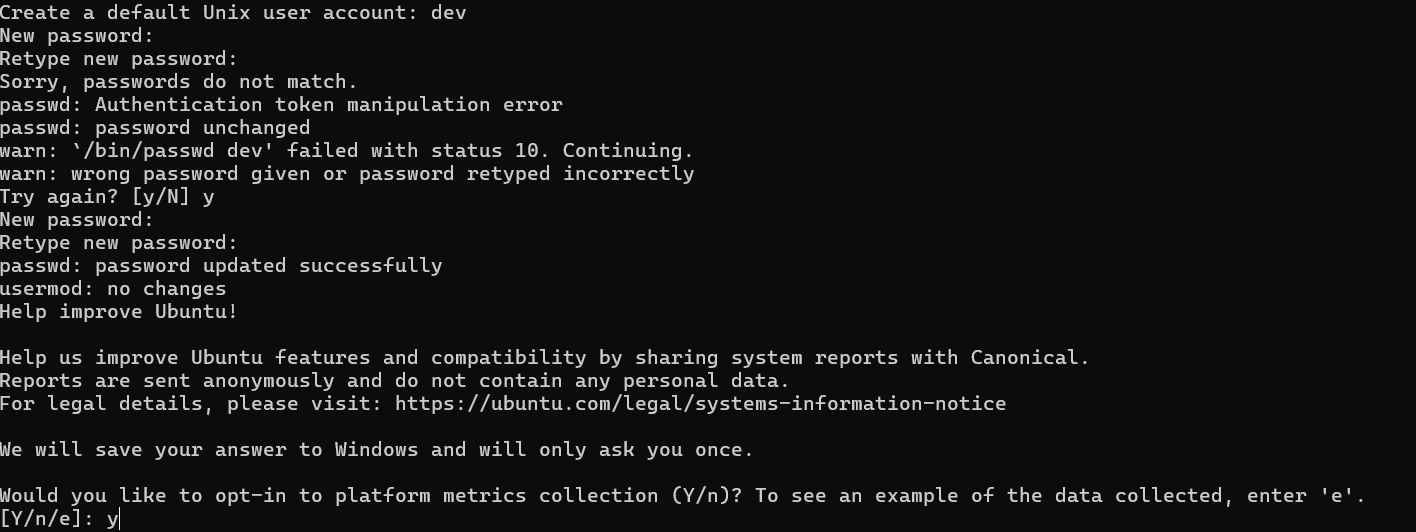 Create a default Unix user account: dev
New password:
Retype new password:
Sorry, passwords do not match.
passwd: Authentication token manipulation error
passwd: password unchanged
warn: `/bin/passwd dev' failed with status 10. Continuing.
warn: wrong password given or password retyped incorrectly
Try again? [y/N] y
New password:
Retype new password:
passwd: password updated successfully
usermod: no changes
Help improve Ubuntu!

Help us improve Ubuntu features and compatibility by sharing system reports with Canonical.
Reports are sent anonymously and do not contain any personal data.
For legal details, please visit: https://ubuntu.com/legal/systems-information-notice

We will save your answer to Windows and will only ask you once.

Would you like to opt-in to platform metrics collection (Y/n)? To see an example of the data collected, enter 'e'.
[Y/n/e]: y